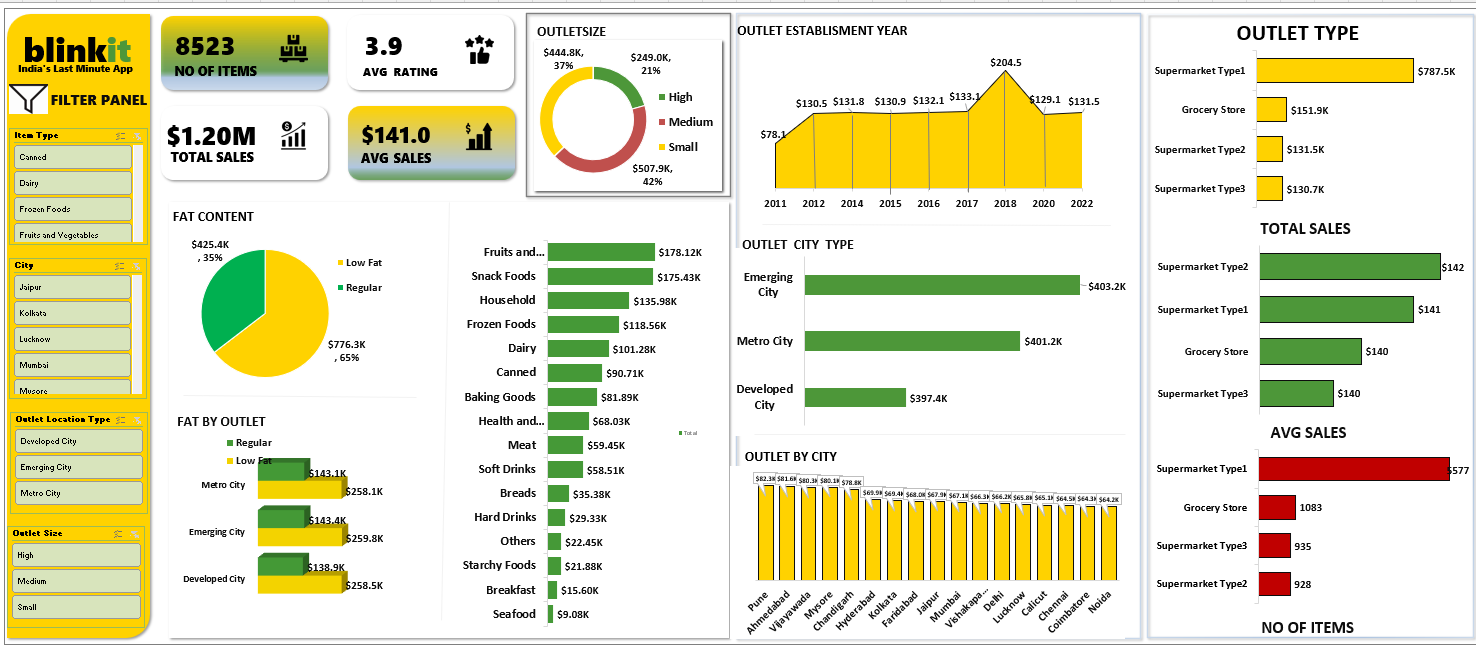 blinkit
India's Last Minute App
FILTER PANEL
Item Type
Canned
Dairy
Frozen Foods
Fruits and Vegetables
City
Jaipur
Kolkata
Lucknow
Mumbai
Mysore
Outlet Location Type
Developed City
Emerging City
Metro City
Outlet Size
High
Medium
Small
8523
NO OF ITEMS
3.9
AVG RATING
$1.20M
TOTAL SALES
$141.0
AVG SALES
OUTLETSIZE
$444.8K,
37%
$249.0K,
21%
High
Medium
Small
$507.9K,
42%
FAT CONTENT
$425.4K
, 35%
Low Fat
Regular
$776.3K
, 65%
FAT BY OUTLET
Regular
Low Fat
Metro City
$143.1K
$258.1K
Emerging City
$143.4K
$259.8K
Developed City
$138.9K
$258.5K
Fruits and... $178.12K
Snack Foods $175.43K
Household $135.98K
Frozen Foods $118.56K
Dairy $101.28K
Canned $90.71K
Baking Goods $81.89K
Health and... $68.03K
Total
Meat $59.45K
Soft Drinks $58.51K
Breads $35.38K
Hard Drinks $29.33K
Others $22.45K
Starchy Foods $21.88K
Breakfast $15.60K
Seafood $9.08K
OUTLET ESTABLISMENT YEAR
$78.1 $130.5 $131.8 $130.9 $132.1 $133.1 $204.5 $129.1 $131.5
2011 2012 2014 2015 2016 2017 2018 2020 2022
OUTLET CITY TYPE
Emerging
City
$403.2K
Metro City $401.2K
Developed
City
$397.4K
OUTLET BY CITY
$82.3K $81.6K $80.3K $80.1K $78.8K $69.9K $69.4K $68.0K $67.9K $67.1K $66.3K $66.2K $65.8K $65.1K $64.5K $64.3K $64.2K
Pune Ahmedabad Vijayawada Mysore Chandigarh Hyderabad Kolkata Faridabad Jaipur Mumbai Vishakapa... Delhi Lucknow Calicut Chennai Coimbatore Noida
OUTLET TYPE
Supermarket Type1 $787.5K
Grocery Store $151.9K
Supermarket Type2 $131.5K
Supermarket Type3 $130.7K
TOTAL SALES
Supermarket Type2 $142
Supermarket Type1 $141
Grocery Store $140
Supermarket Type3 $140
AVG SALES
Supermarket Type1 5577
Grocery Store 1083
Supermarket Type3 935
Supermarket Type2 928
NO OF ITEMS